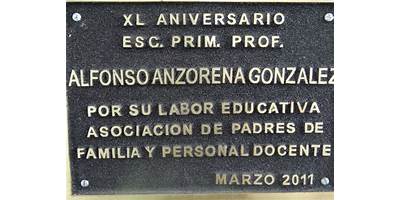 XL ANIVERSARIO
ESC. PRIM. PROF.
ALFONSO ANZORENA GONZALEZ
POR SU LABOR EDUCATIVA
ASOCIACION DE PADRES DE
FAMILIA Y PERSONAL DOCENTE
MARZO 2011